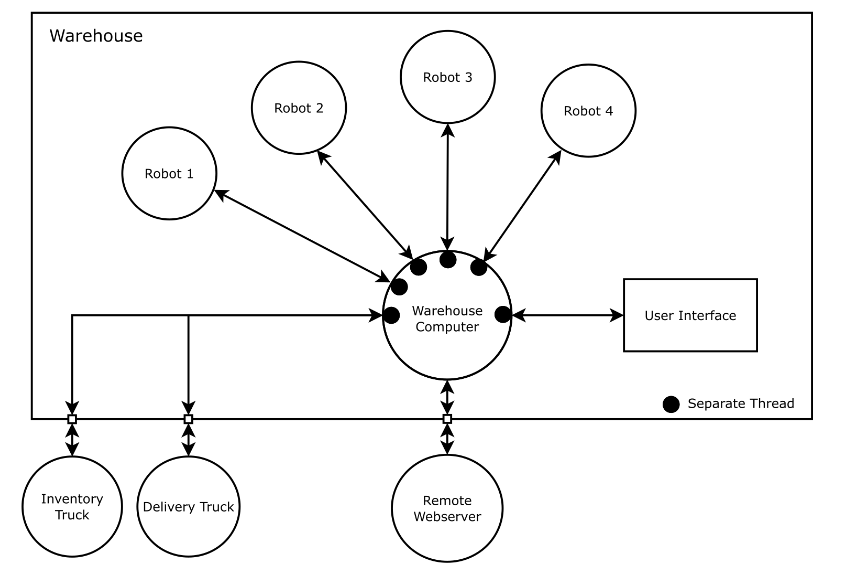 Warehouse
Robot 3
Robot 2
Robot 4
Robot 1
Warehouse
Computer
User Interface
Separate Thread
Inventory
Truck
Delivery Truck
Remote
Webserver